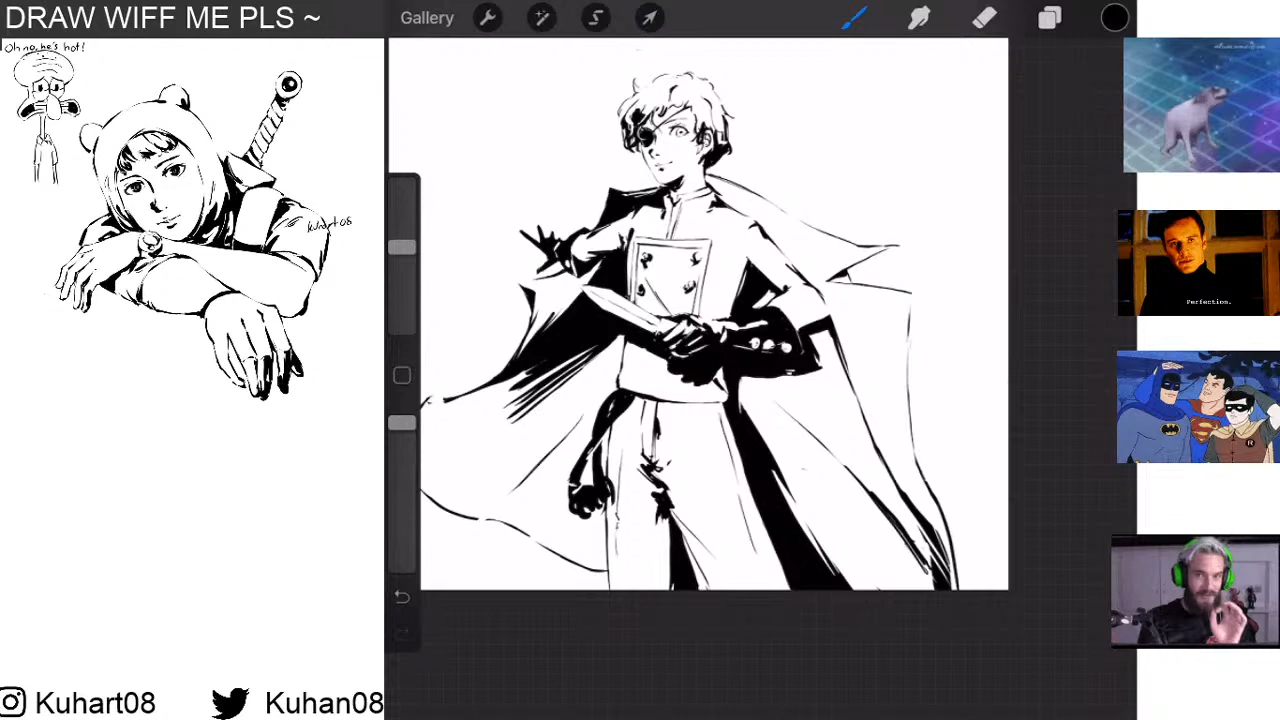 DRAW WIFF ME PLS ~
Oh no, he's hot!
Kuhart08
Gallery
Perfection.
R
Kuhart08
Kuhan08